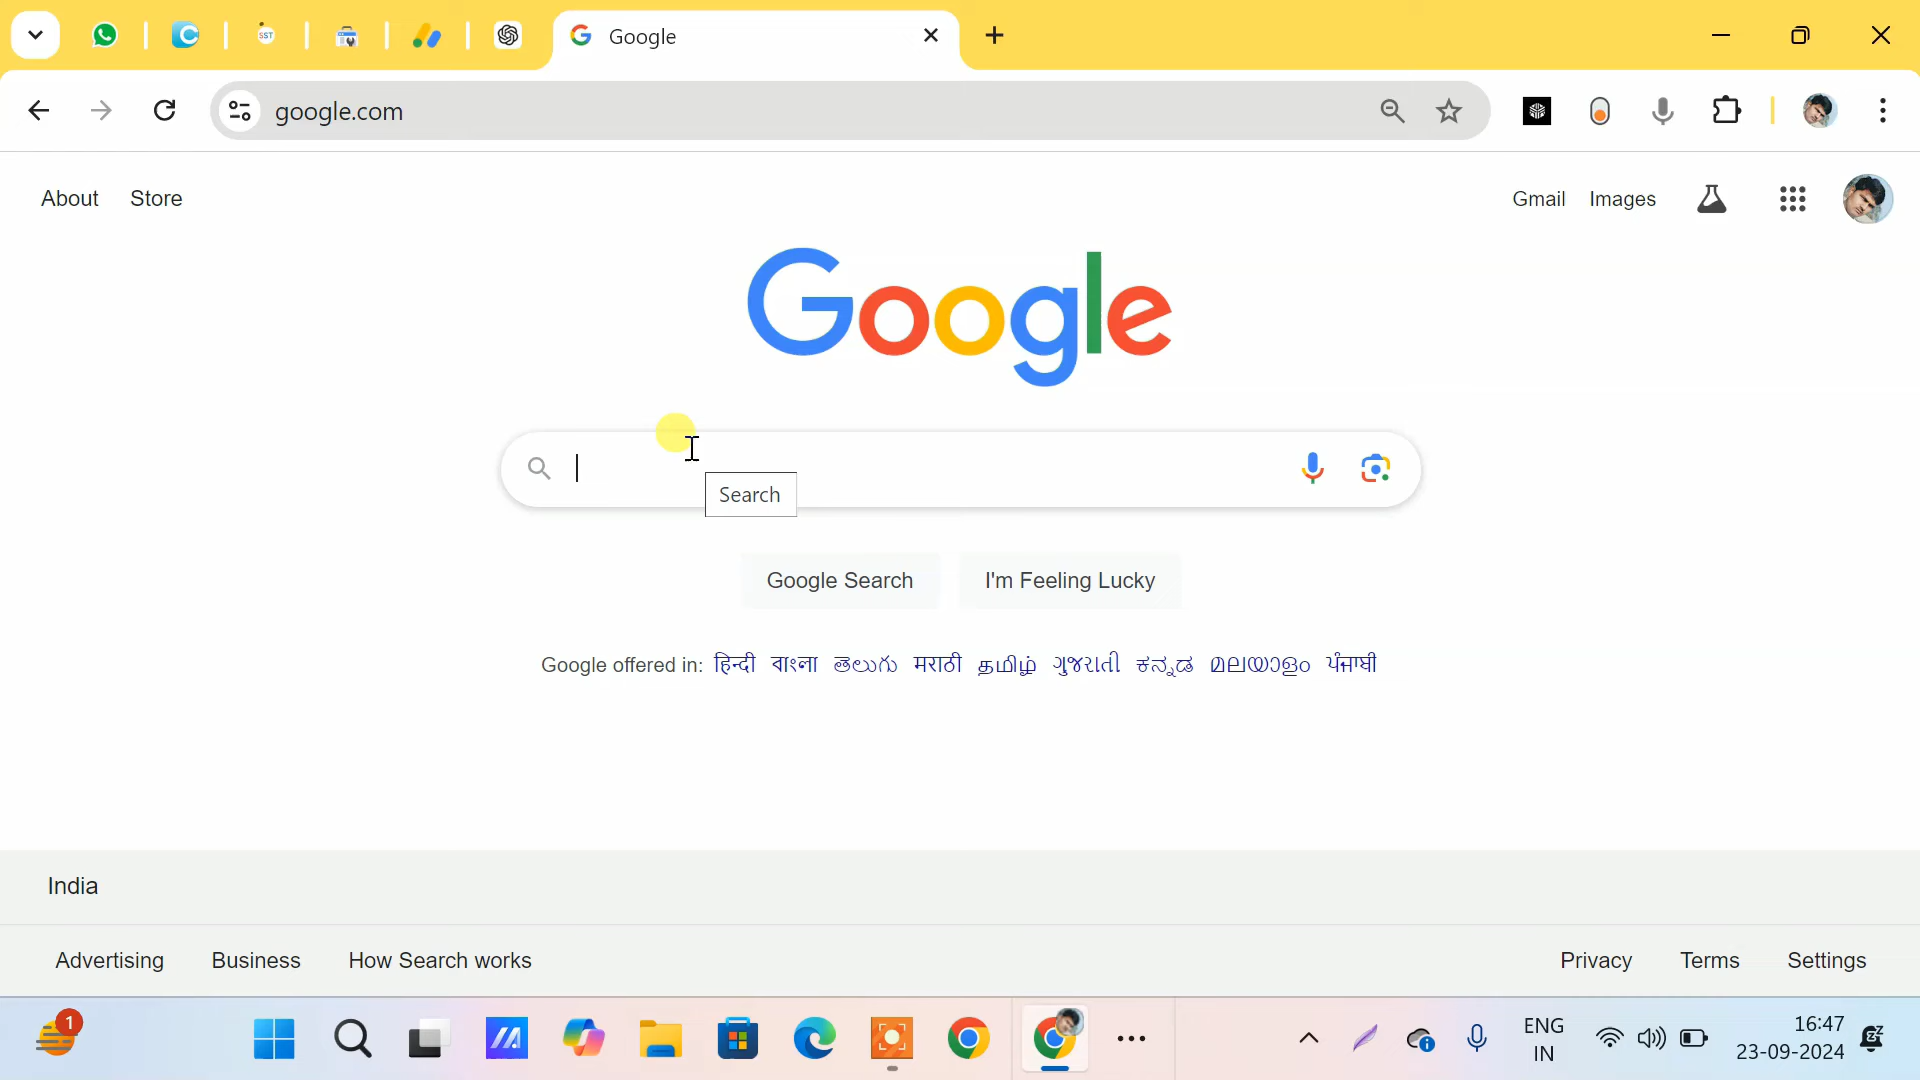 SST
Google
google.com
About Store
Gmail Images
Google
Search
Google Search I'm Feeling Lucky
Google offered in: हिन्दी বাংলা తెలుగు मराठी தமிழ் ગુજરાતી ಕನ್ನಡ മലയാളം ਪੰਜਾਬੀ
India
Advertising Business How Search works
Privacy Terms Settings
1
ENG
IN
16:47
23-09-2024